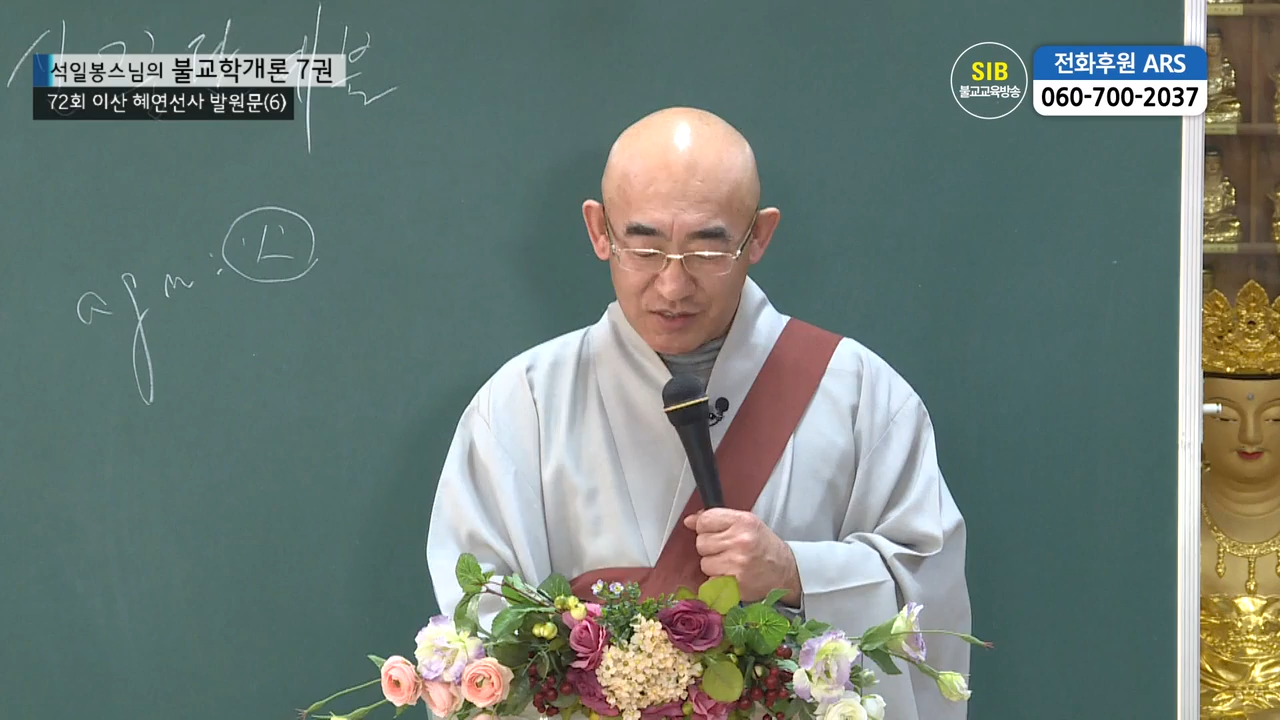 석일봉스님의 불교학개론 7권
72회 이산 혜연선사 발원문(6)
SIB
불교교육방송
전화후원 ARS
060-700-2037